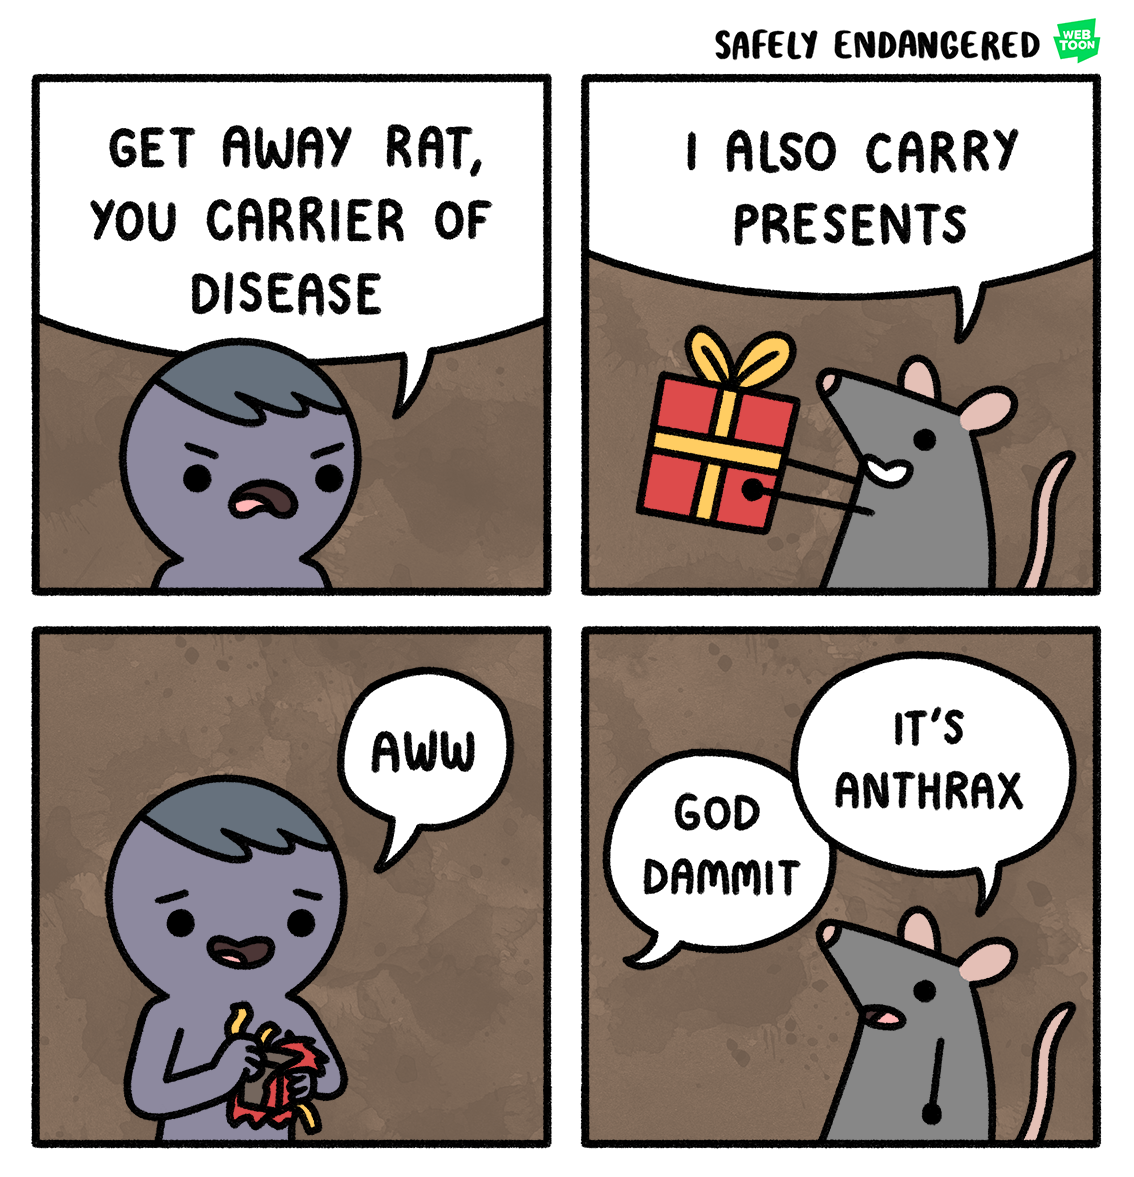 SAFELY ENDANGERED
WEB
TOON
GET AWAY RAT,
YOU CARRIER OF
DISEASE
I ALSO CARRY
PRESENTS
AWW
GOD
DAMMIT
IT'S
ANTHRAX